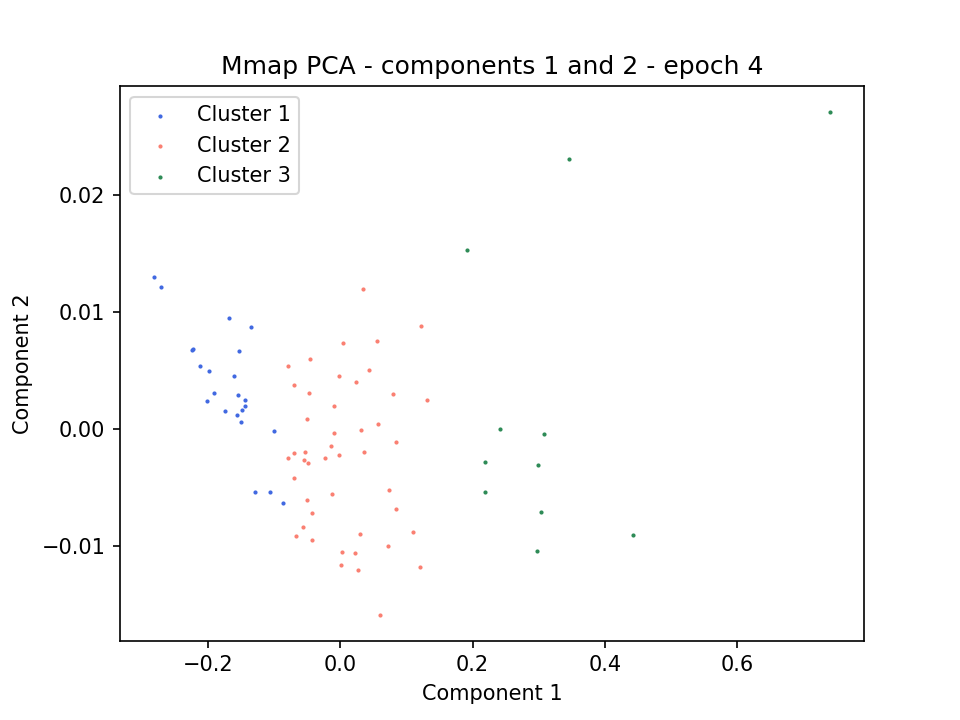 Mmap PCA - components 1 and 2 - epoch 4
Cluster 1
Cluster 2
Cluster 3
0.02
0.01
0.00
−0.01
Component 2
−0.2
0.0
0.2
0.4
0.6
Component 1